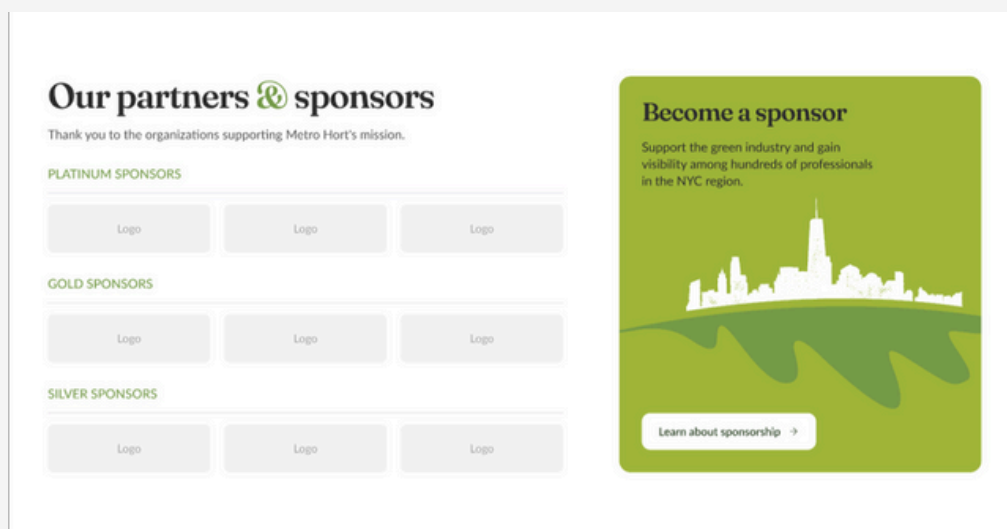 Our partners & sponsors
Thank you to the organizations supporting Metro Hort's mission.
PLATINUM SPONSORS
Logo
Logo
Logo
GOLD SPONSORS
Logo
Logo
Logo
SILVER SPONSORS
Logo
Logo
Logo
Become a sponsor
Support the green industry and gain
visibility among hundreds of professionals
in the NYC region.
Learn about sponsorship →